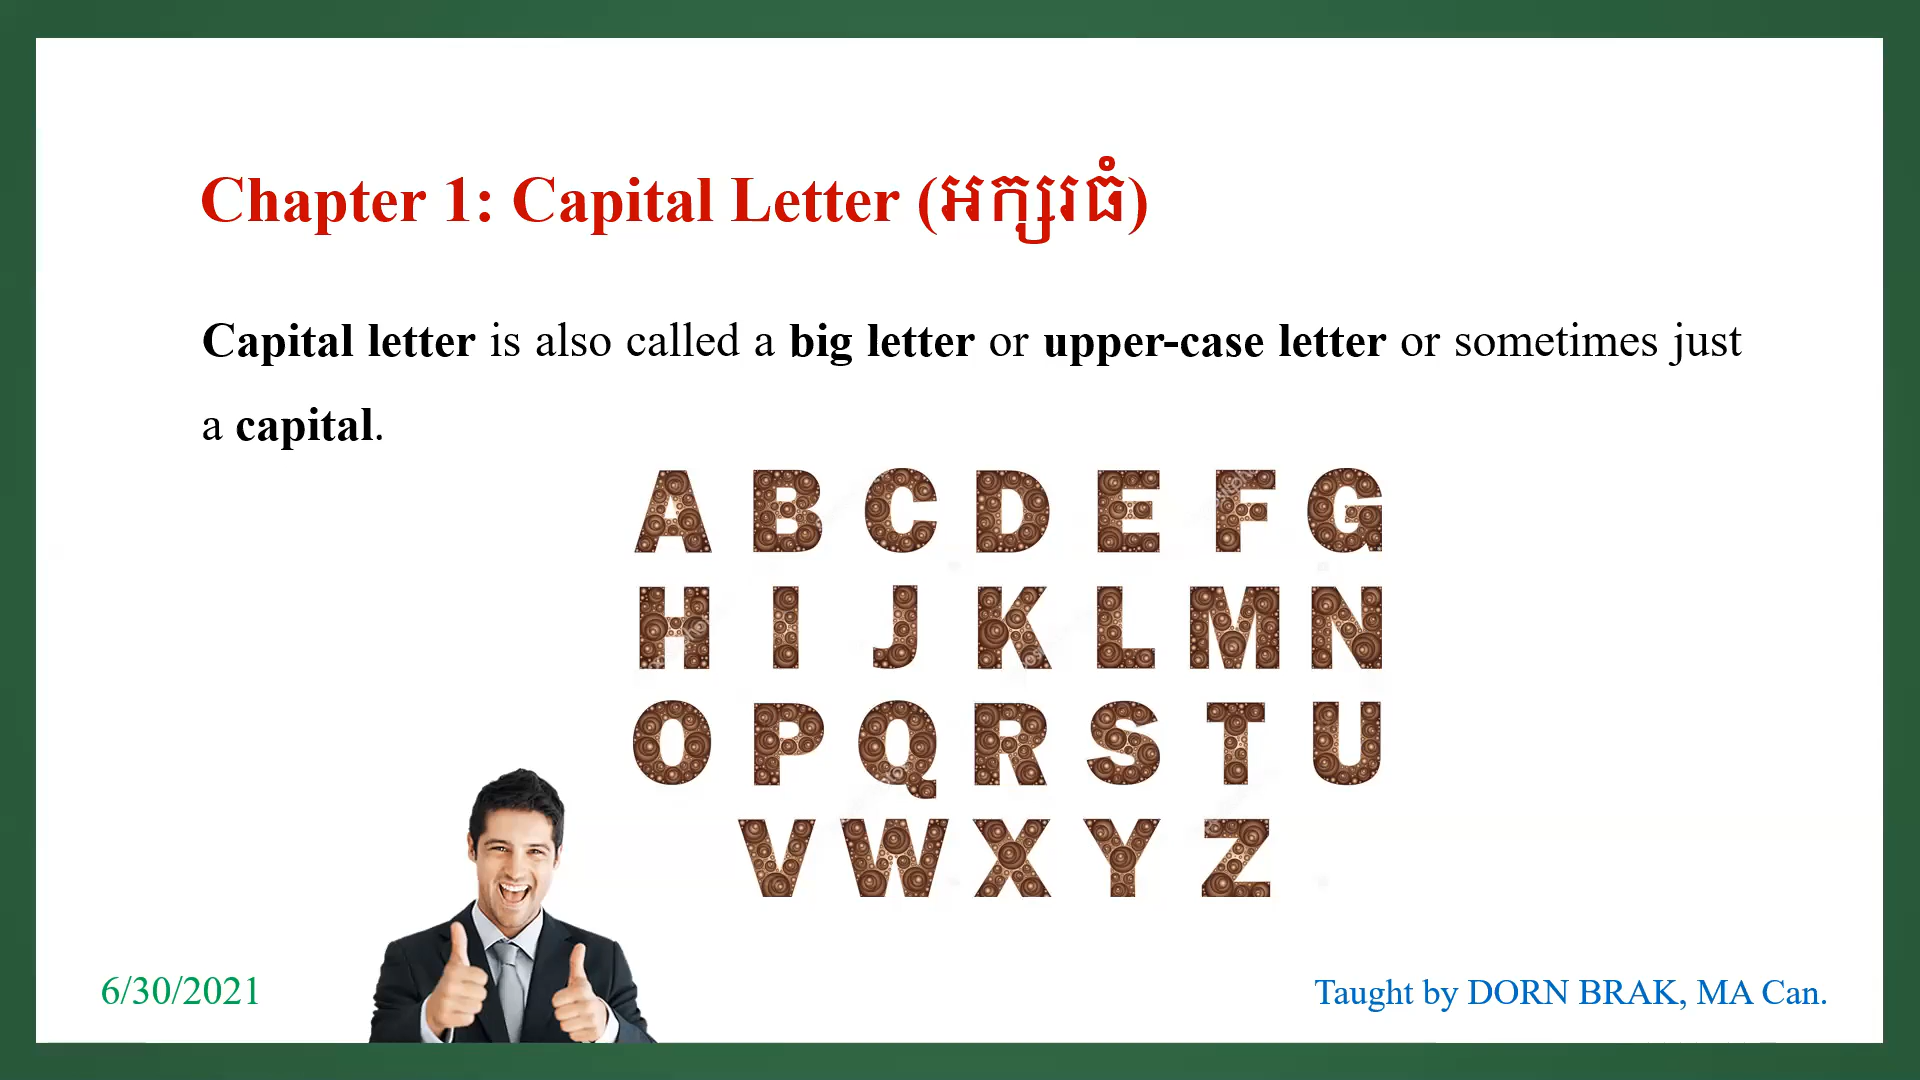 Chapter 1: Capital Letter (អក្សរធំ)
Capital letter is also called a big letter or upper-case letter or sometimes just
a capital.
A B C D E F G
H I J K L M N
O P Q R S T U
V W X Y Z
6/30/2021
Taught by DORN BRAK, MA Can.